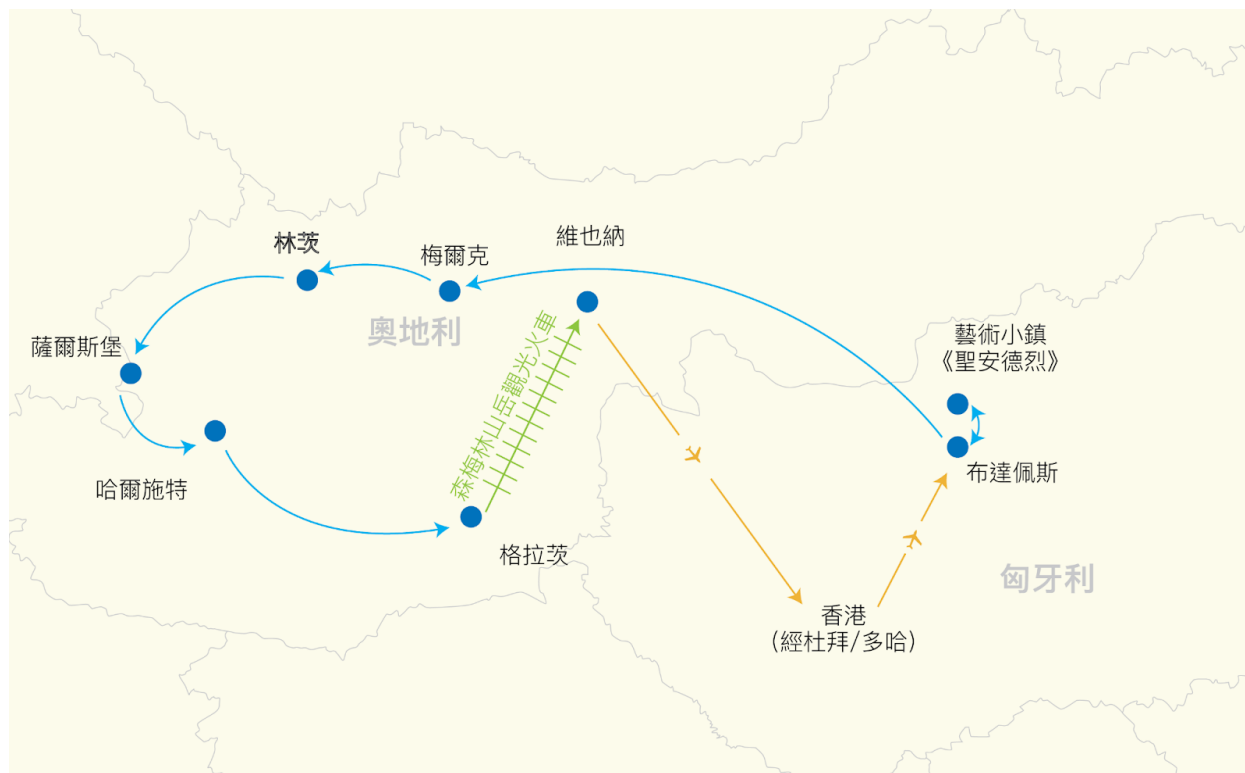 維也納
林茨
梅爾克
奧地利
薩爾斯堡
藝術小鎮
《聖安德烈》
森梅林山岳觀光火車
布達佩斯
哈爾施特
格拉茨
匈牙利
香港
(經杜拜/多哈)